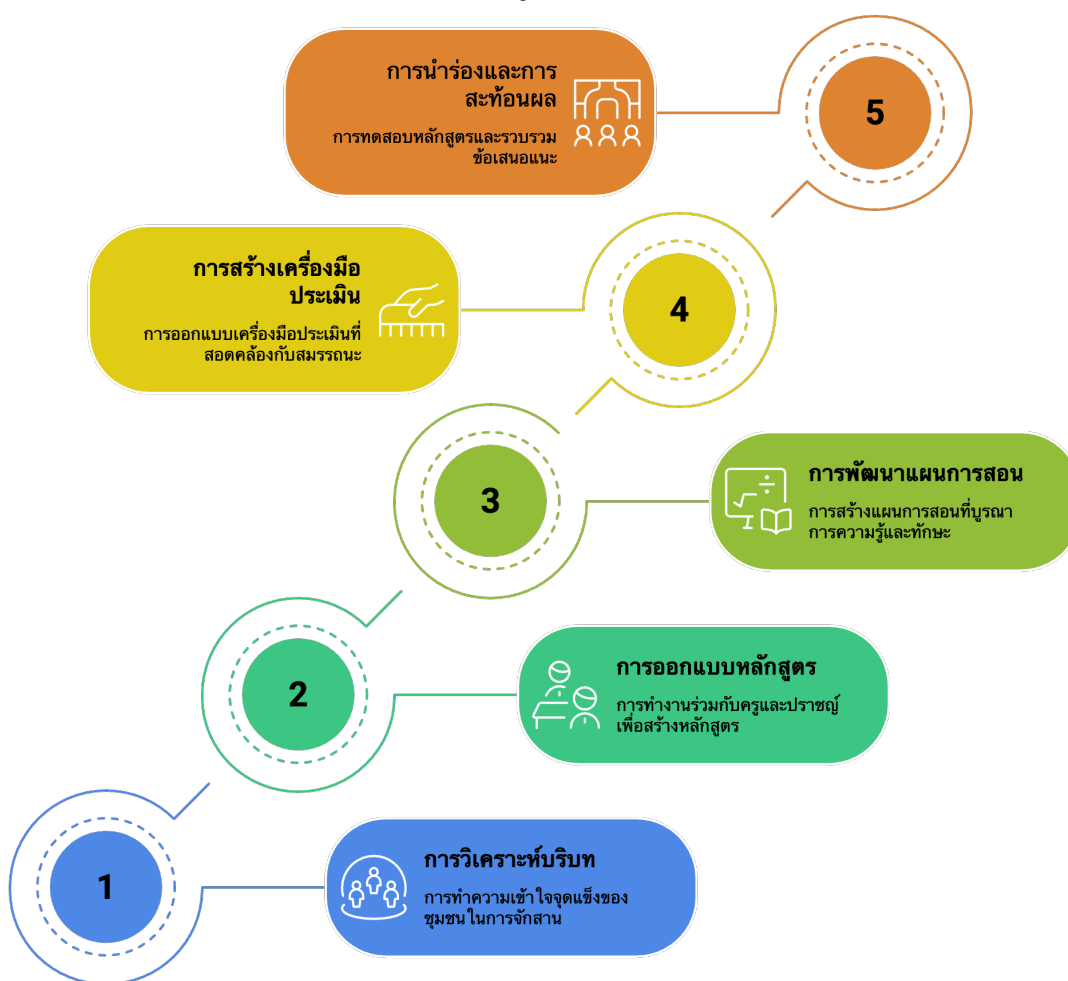 การนำร่องและการ
สะท้อนผล
การทดสอบหลักสูตรและรวบรวม
ข้อเสนอแนะ
5
การสร้างเครื่องมือ
ประเมิน
การออกแบบเครื่องมือประเมินที่
สอดคล้องกับสมรรถนะ
4
3
การพัฒนาแผนการสอน
การสร้างแผนการสอนที่บูรณา
การความรู้และทักษะ
2
การออกแบบหลักสูตร
การทำงานร่วมกับครูและปราชญ์
เพื่อสร้างหลักสูตร
1
การวิเคราะห์บริบท
การทำความเข้าใจจุดแข็งของ
ชุมชนในการจักสาน